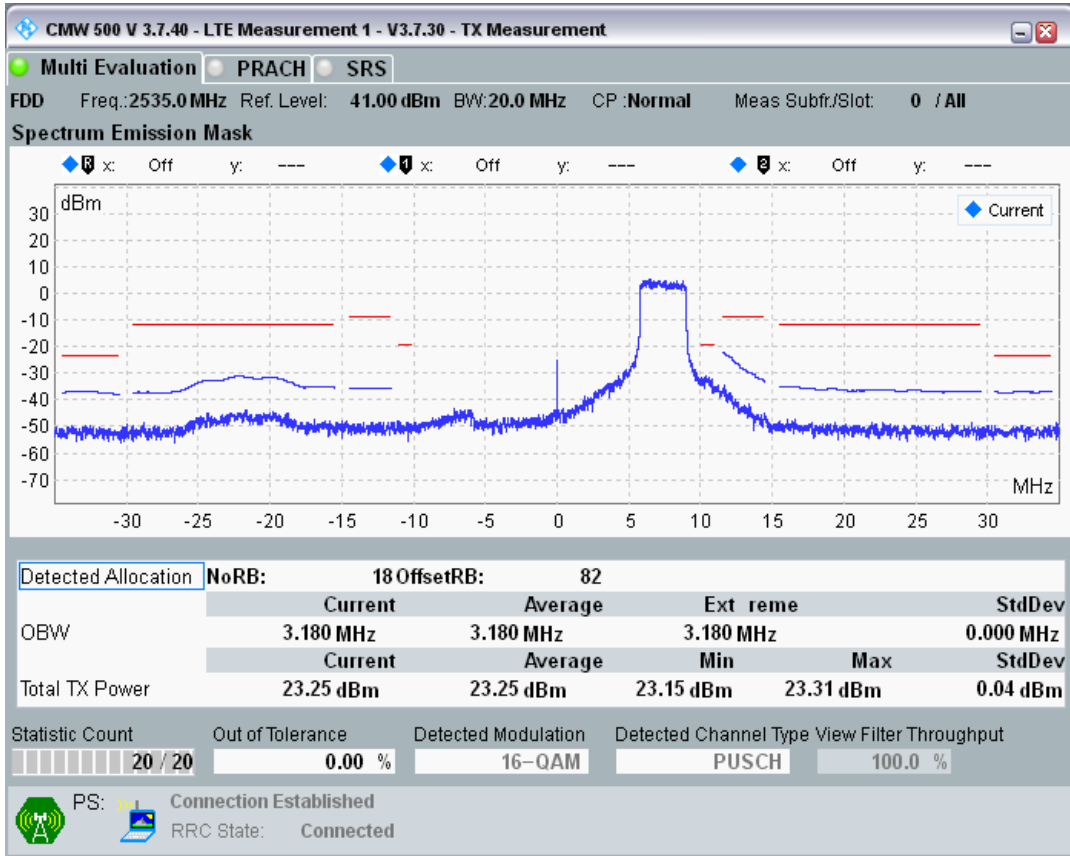 CMW 500 V 3.7.40 - LTE Measurement 1 - V3.7.30 - TX Measurement
Multi Evaluation PRACH SRS
FDD Freq.:2535.0 MHz Ref. Level: 41.00 dBm BW:20.0 MHz CP :Normal Meas Subfr./Slot: 0 / All
Spectrum Emission Mask
R x: Off y: --- 1 x: Off y: --- 2 x: Off y: ---
dBm
Current
30
20
10
0
-10
-20
-30
-40
-50
-60
-70
MHz
-30 -25 -20 -15 -10 -5 0 5 10 15 20 25 30
Detected Allocation NoRB: 18 OffsetRB: 82
Current Average Ext reme StdDev
OBW 3.180 MHz 3.180 MHz 3.180 MHz 0.000 MHz
Current Average Min Max StdDev
Total TX Power 23.25 dBm 23.25 dBm 23.15 dBm 23.31 dBm 0.04 dBm
Statistic Count Out of Tolerance Detected Modulation Detected Channel Type View Filter Throughput
20 / 20 0.00 % 16-QAM PUSCH 100.0 %
PS: Connection Established
RRC State: Connected